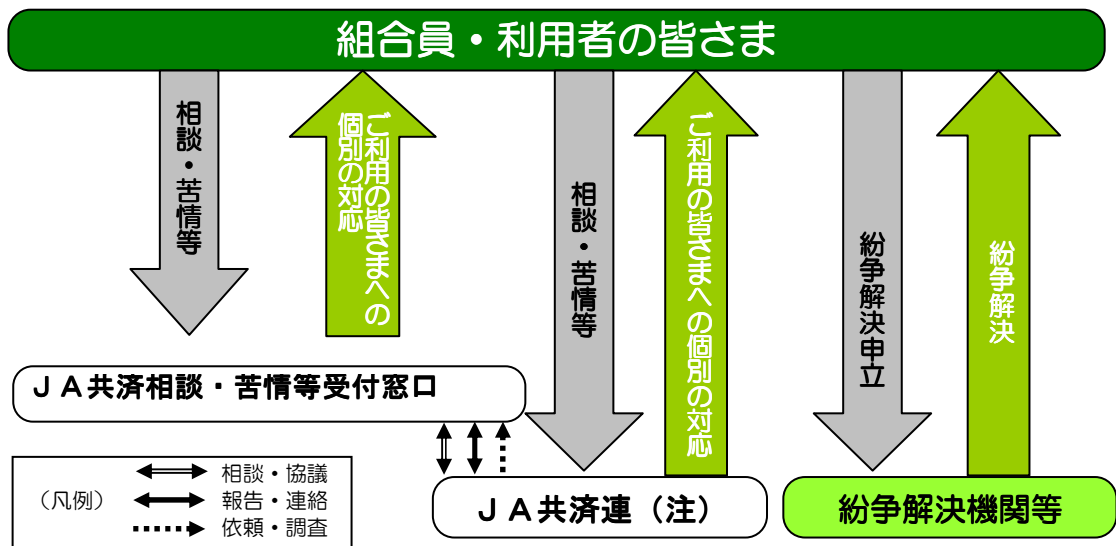 組合員・利用者の皆さま
相談・苦情等
ご利用の皆さまへの
個別の対応
相談・苦情等
ご利用の皆さまへの個別の対応
紛争解決申立
紛争解決
ＪＡ共済相談・苦情等受付窓口
（凡例）
相談・協議
報告・連絡
依頼・調査
ＪＡ共済連（注）
紛争解決機関等